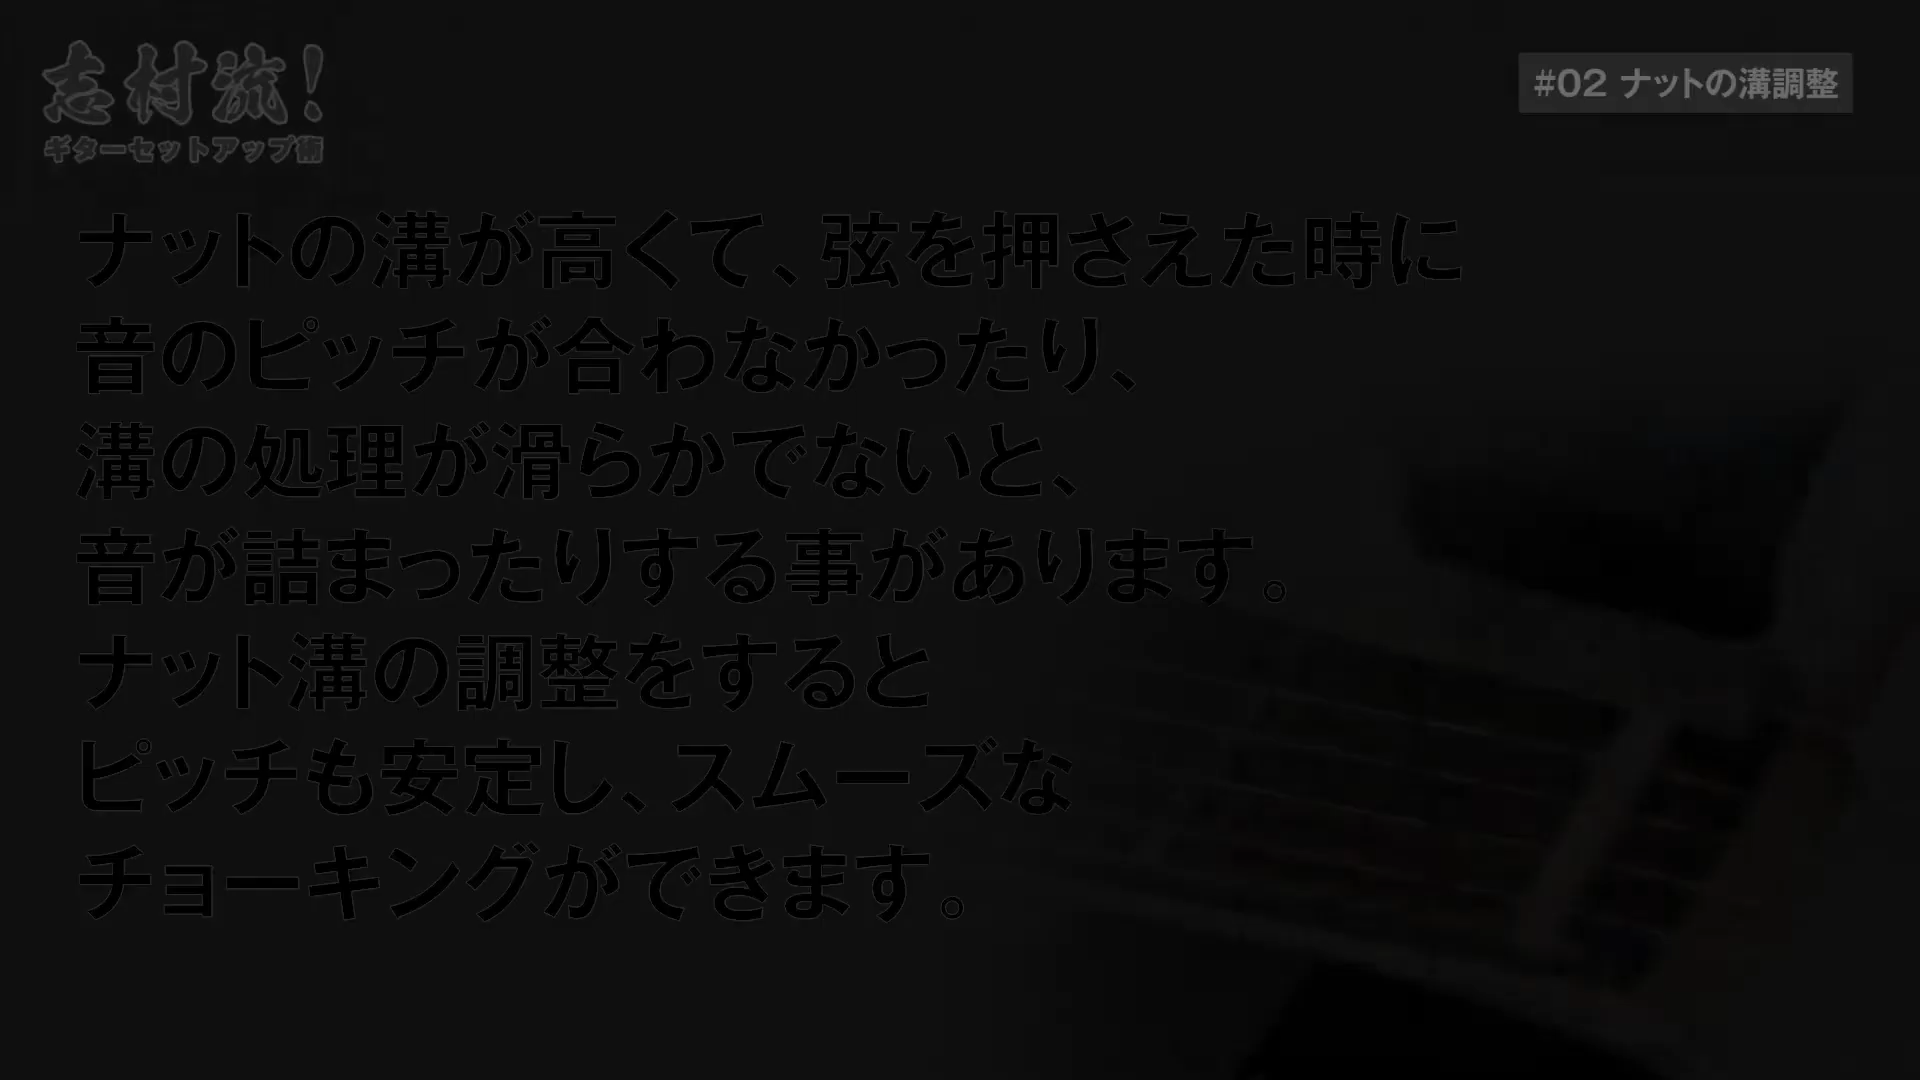 志村流!
ギターセットアップ術
#02 ナットの溝調整
ナットの溝が高くて、弦を押さえた時に
音のピッチが合わなかったり、
溝の処理が滑らかでないと、
音が詰まったりする事があります。
ナット溝の調整をすると
ピッチも安定し、スムーズな
チョーキングができます。